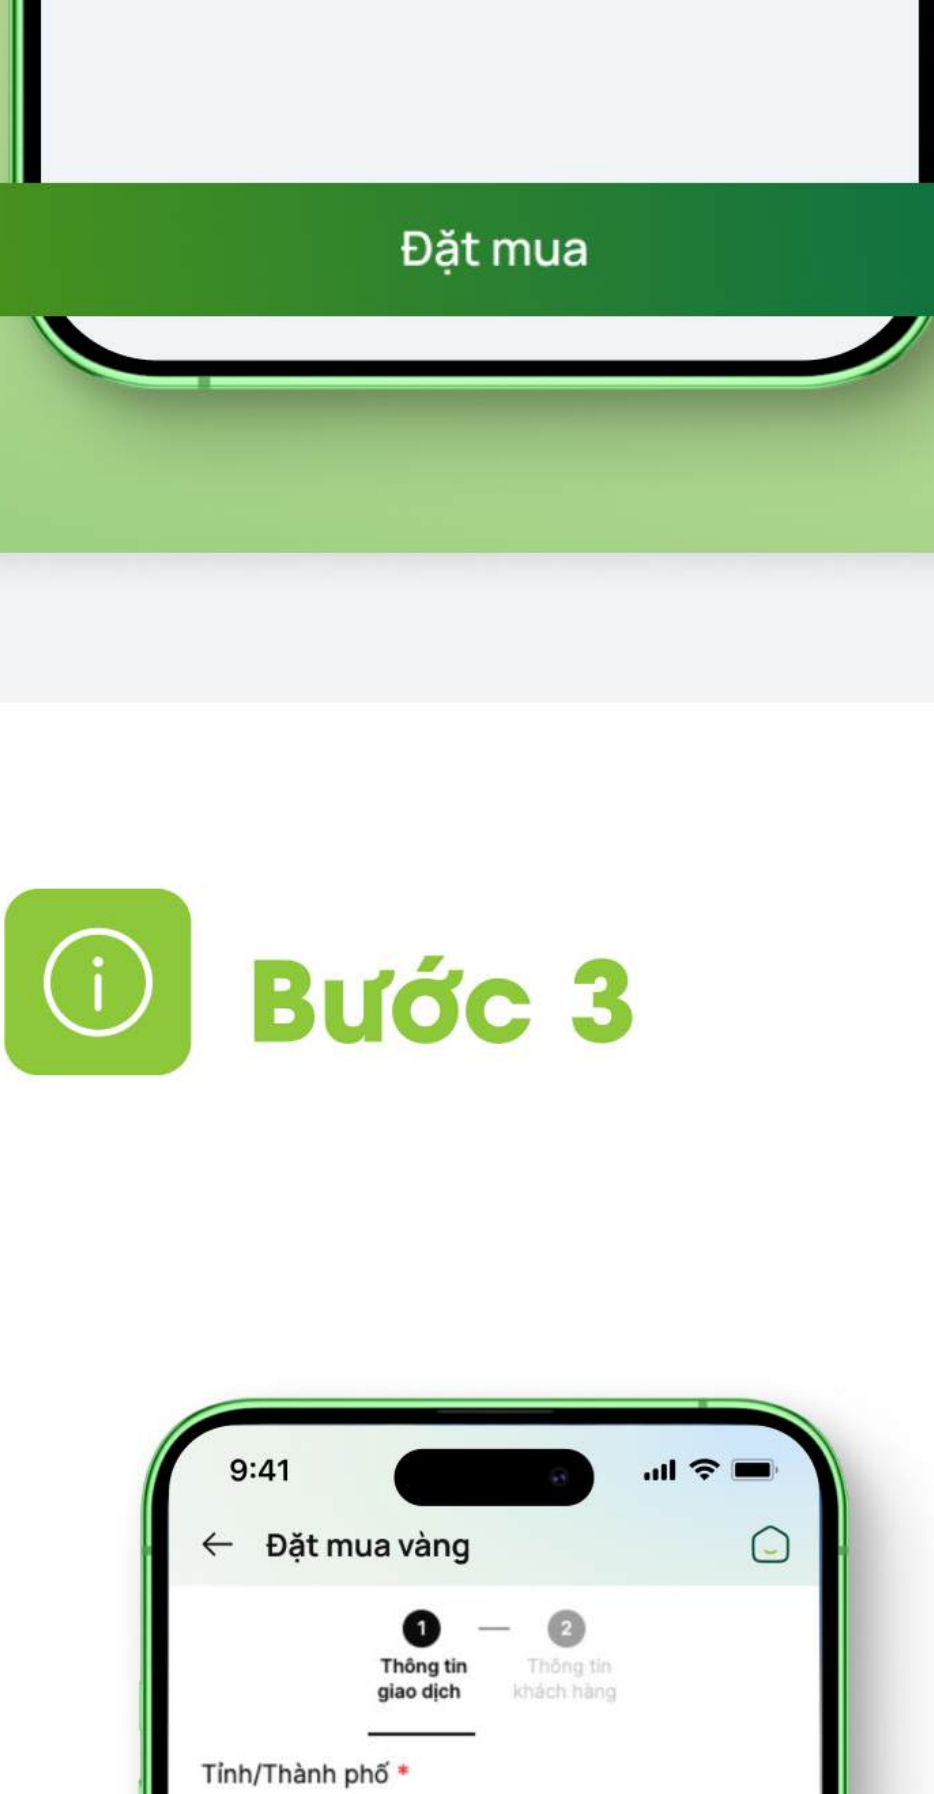 Đặt mua
Bước 3
9:41
Đặt mua vàng
1
2
Thông tin
giao dịch
Thông tin
khách hàng
Tỉnh/Thành phố *